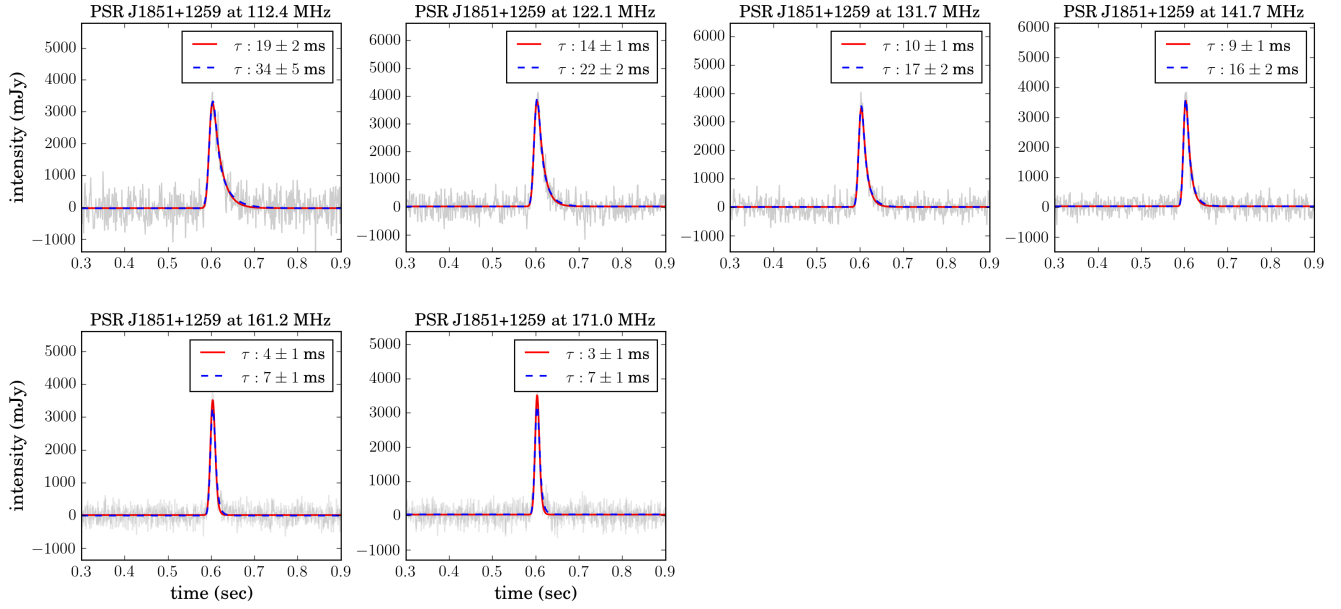 PSR J1851+1259 at 112.4 MHz
PSR J1851+1259 at 122.1 MHz
PSR J1851+1259 at 131.7 MHz
PSR J1851+1259 at 141.7 MHz
intensity (mJy)
5000
4000
3000
2000
1000
0
−1000
τ : 19 ± 2 ms
τ : 34 ± 5 ms
0.3 0.4 0.5 0.6 0.7 0.8 0.9
6000
5000
4000
3000
2000
1000
0
−1000
τ : 14 ± 1 ms
τ : 22 ± 2 ms
0.3 0.4 0.5 0.6 0.7 0.8 0.9
6000
5000
4000
3000
2000
1000
0
−1000
τ : 10 ± 1 ms
τ : 17 ± 2 ms
0.3 0.4 0.5 0.6 0.7 0.8 0.9
6000
5000
4000
3000
2000
1000
0
−1000
τ : 9 ± 1 ms
τ : 16 ± 2 ms
0.3 0.4 0.5 0.6 0.7 0.8 0.9
PSR J1851+1259 at 161.2 MHz
PSR J1851+1259 at 171.0 MHz
intensity (mJy)
5000
4000
3000
2000
1000
0
−1000
τ : 4 ± 1 ms
τ : 7 ± 1 ms
0.3 0.4 0.5 0.6 0.7 0.8 0.9
time (sec)
5000
4000
3000
2000
1000
0
−1000
τ : 3 ± 1 ms
τ : 7 ± 1 ms
0.3 0.4 0.5 0.6 0.7 0.8 0.9
time (sec)